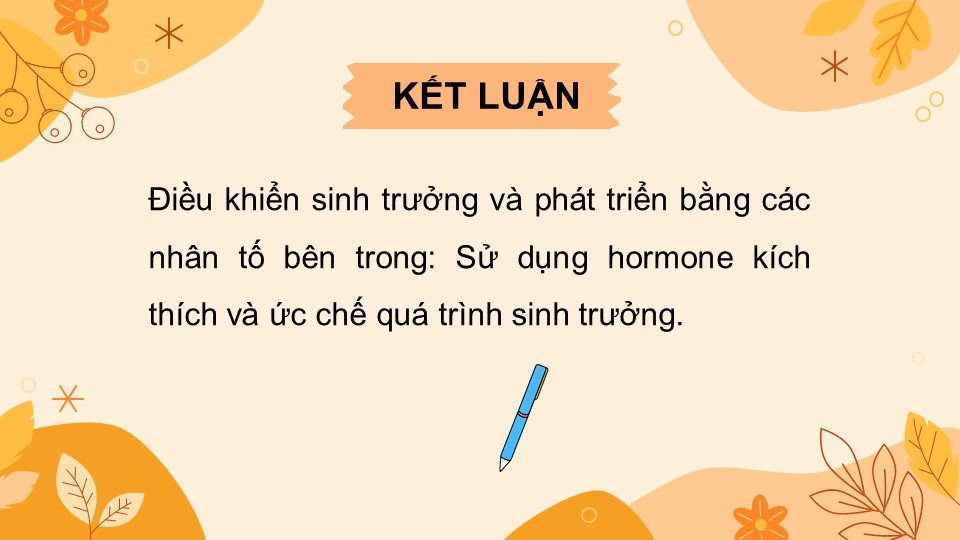 KẾT LUẬN
Điều khiển sinh trưởng và phát triển bằng các
nhân tố bên trong: Sử dụng hormone kích
thích và ức chế quá trình sinh trưởng.